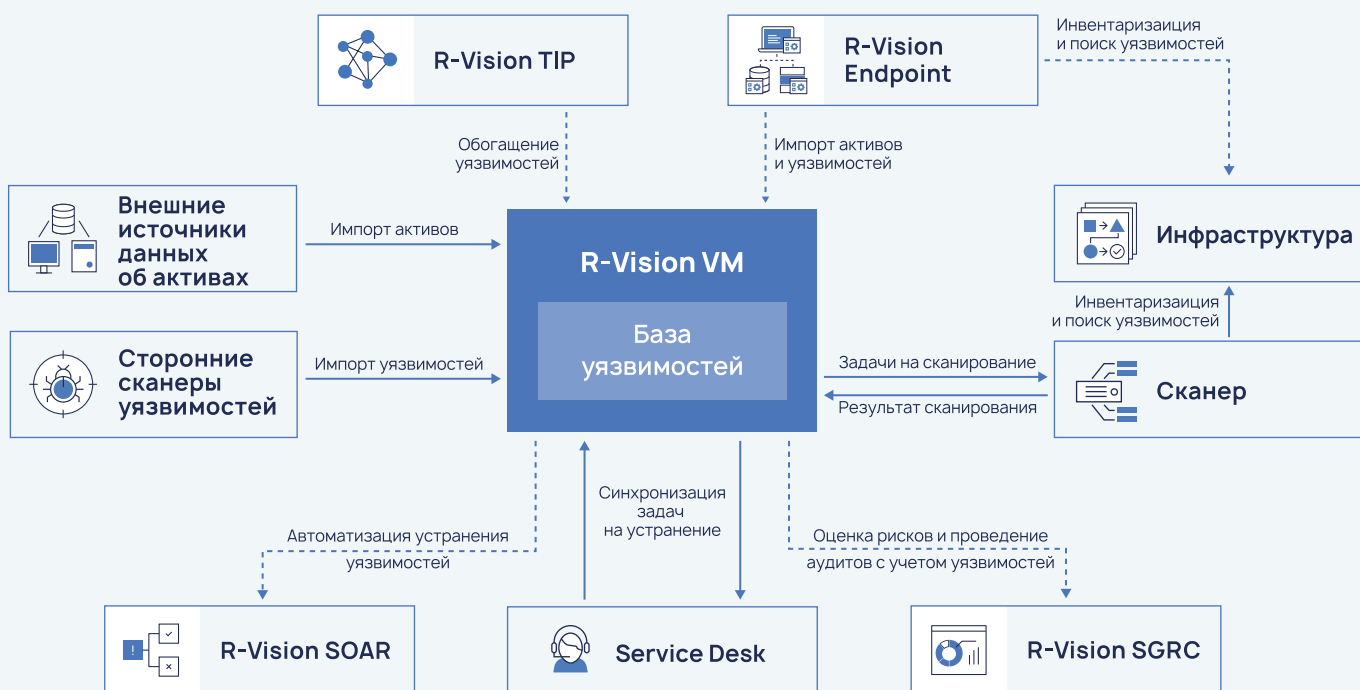 R-Vision TIP
R-Vision
Endpoint
Инвентаризаиция
и поиск уязвимостей
Обогащение
уязвимостей
Импорт активов
и уязвимостей
Внешние
источники
данных
об активах
Импорт активов
R-Vision VM
База
уязвимостей
Инфраструктура
Инвентаризаиция
и поиск уязвимостей
Сторонние
сканеры
уязвимостей
Импорт уязвимостей
Задачи на сканирование
Результат сканирования
Сканер
Автоматизация устранения
уязвимостей
Синхронизация
задач
на устранение
Оценка рисков и проведение
аудитов с учетом уязвимостей
R-Vision SOAR
Service Desk
R-Vision SGRC